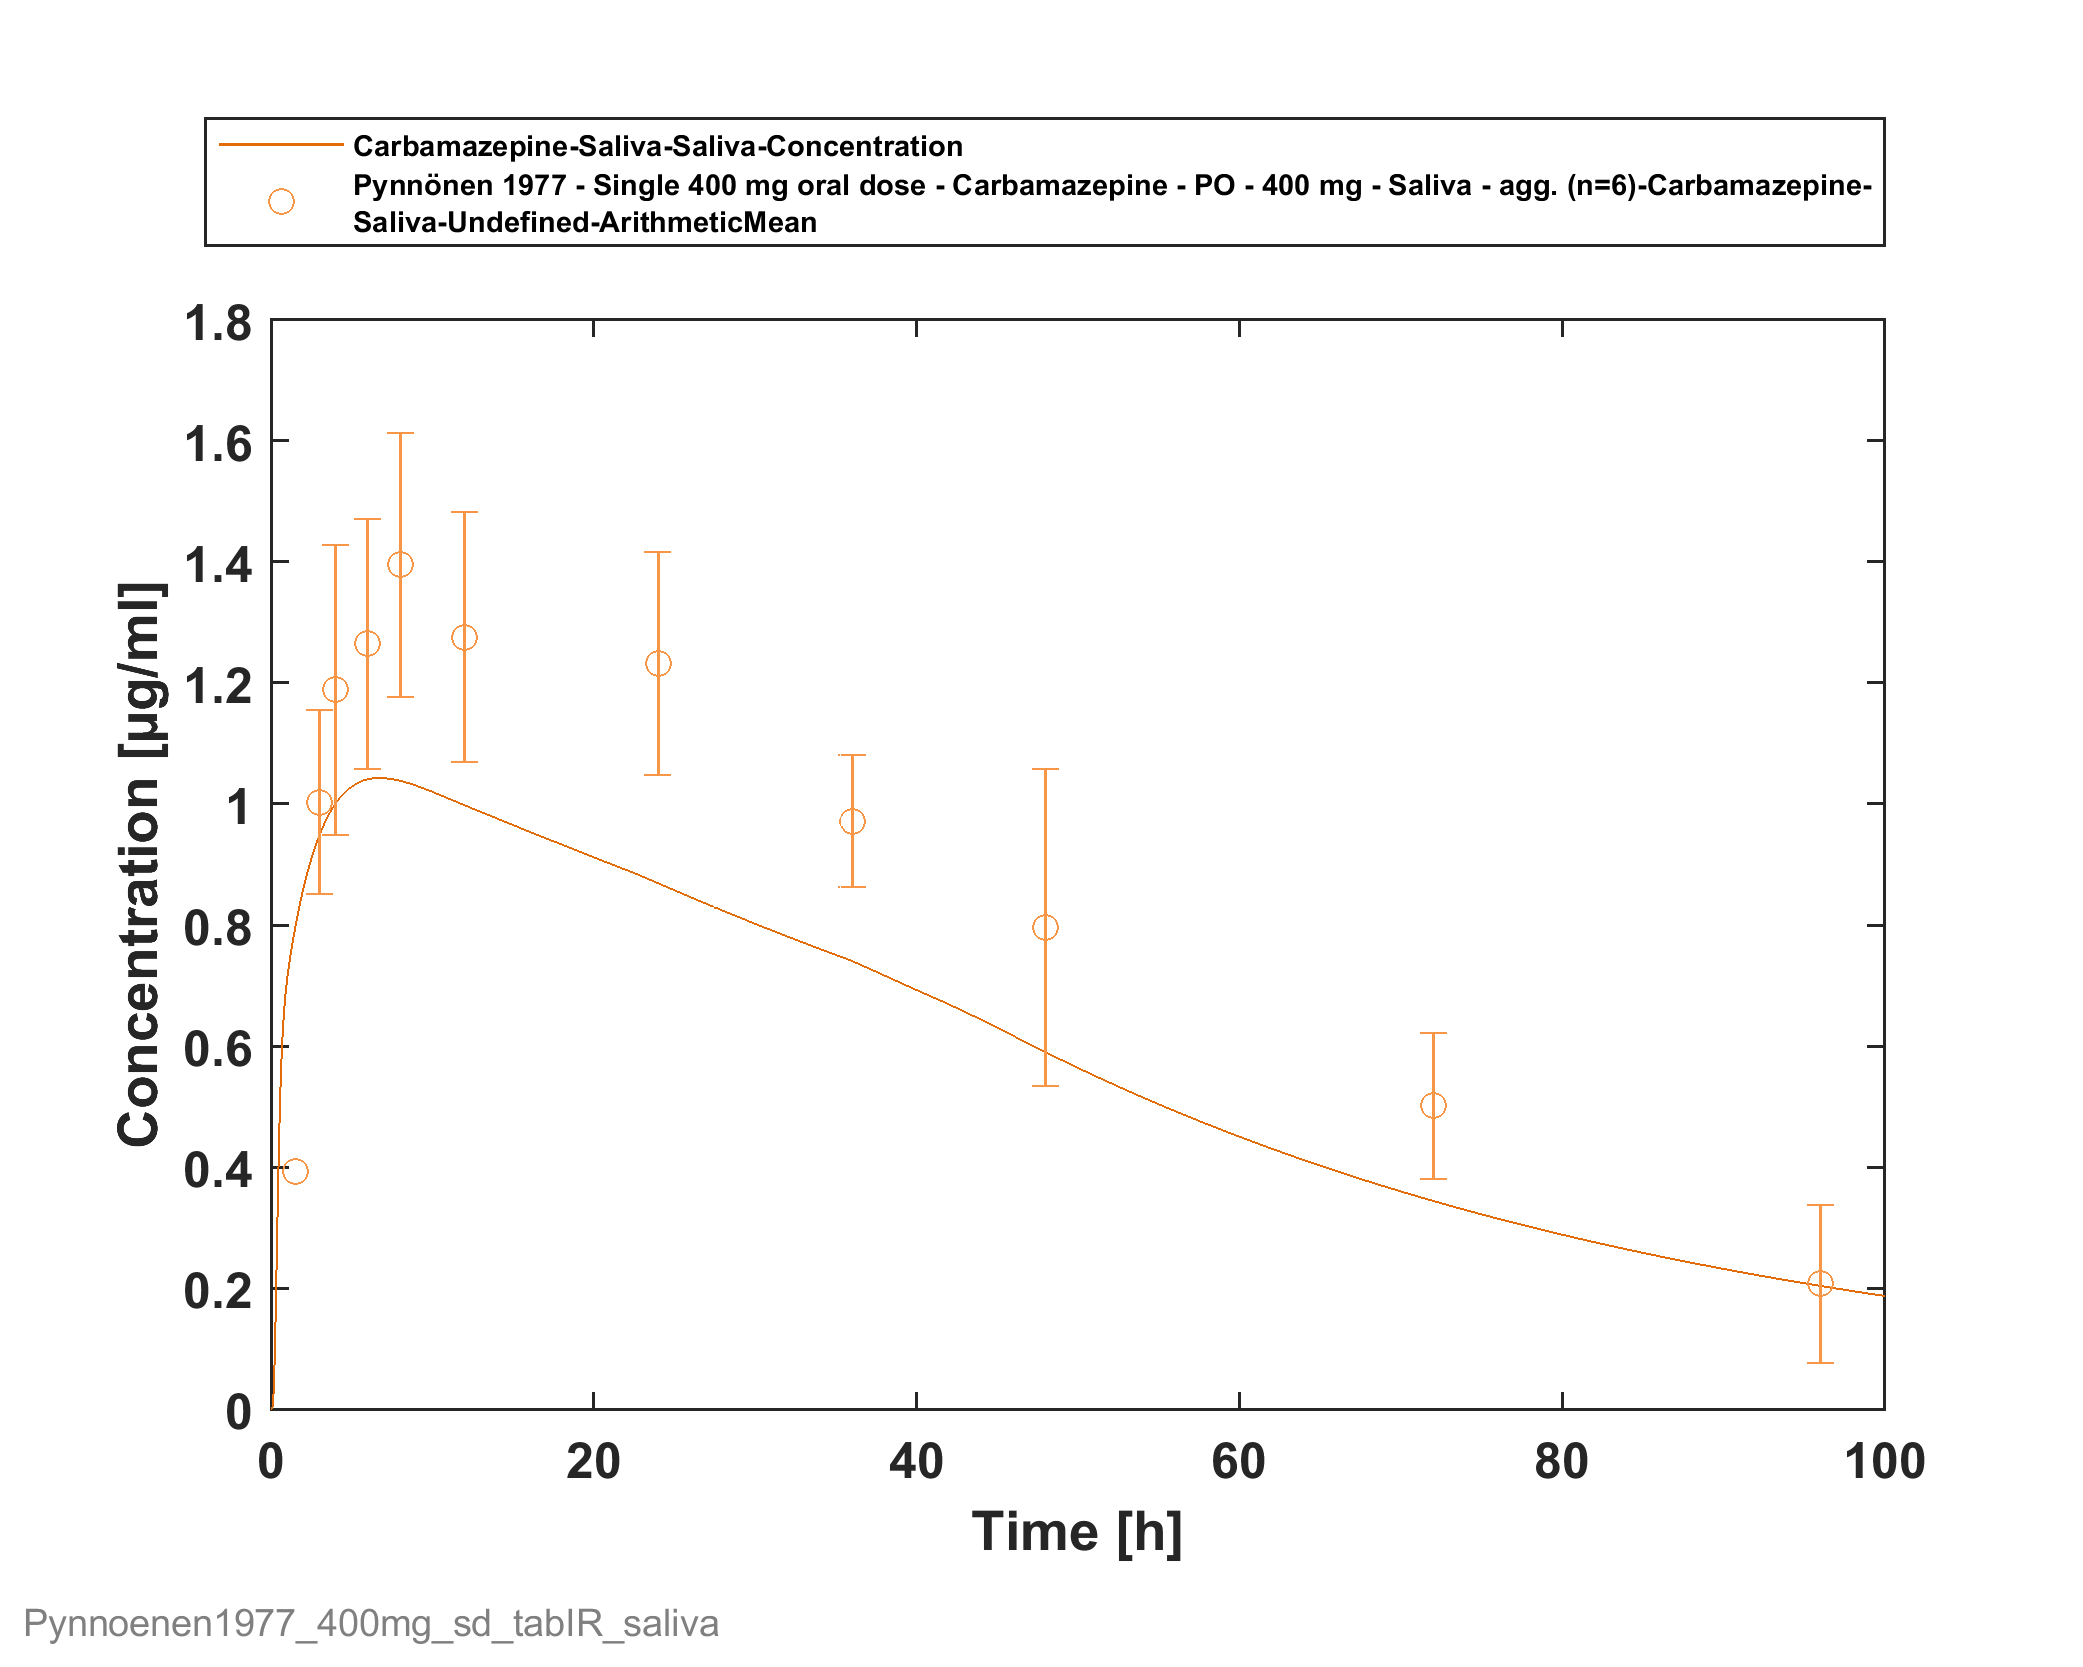 Carbamazepine-Saliva-Saliva-Concentration
Pynnönen 1977 - Single 400 mg oral dose - Carbamazepine - PO - 400 mg - Saliva - agg. (n=6)-Carbamazepine-
Saliva-Undefined-ArithmeticMean
1.8
1.6
1.4
1.2
1
0.8
0.6
0.4
0.2
0
Concentration [µg/ml]
0 20 40 60 80 100
Time [h]
Pynnoenen1977_400mg_sd_tabIR_saliva